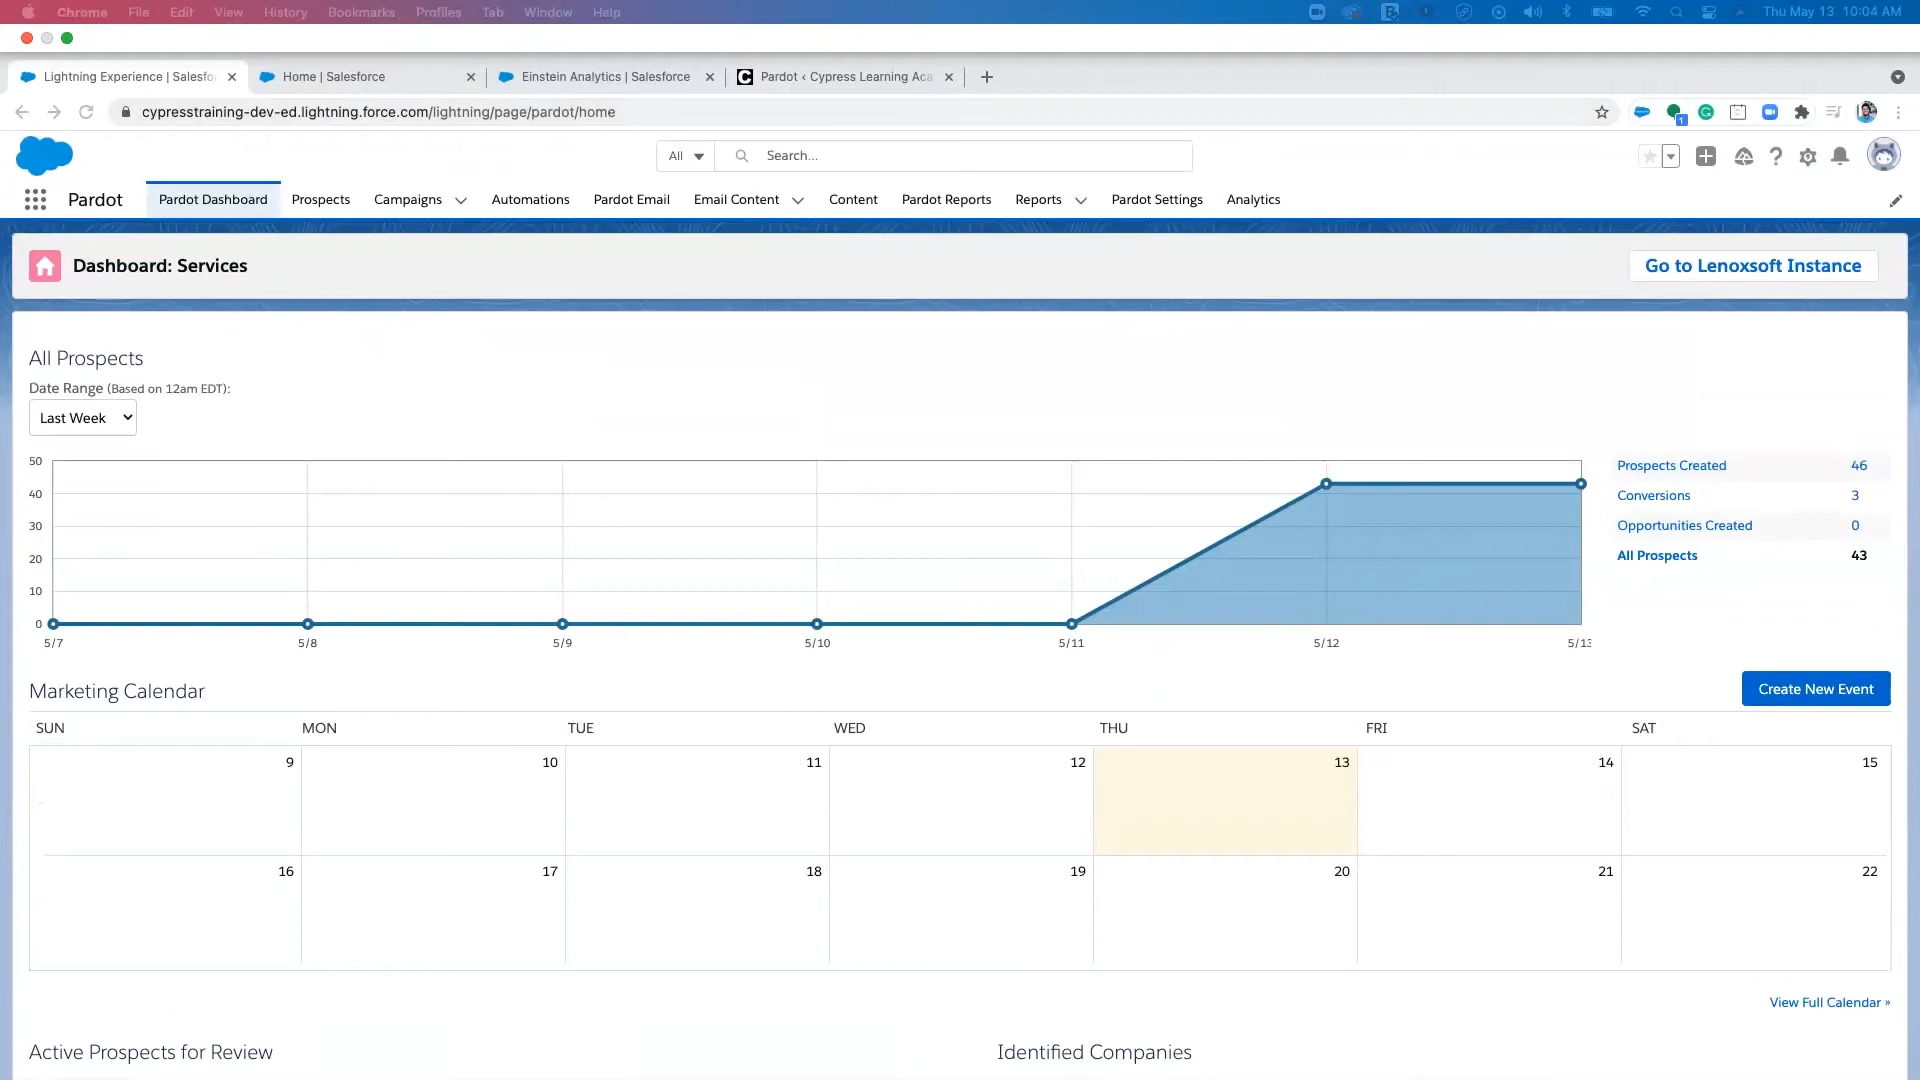 Chrome File Edit View History Bookmarks Profiles Tab Window Help Thu May 13 10:04 AM
Lightning Experience | Salesfo Home | Salesforce Einstein Analytics | Salesforce Pardot ‹ Cypress Learning Aca
cypresstraining-dev-ed.lightning.force.com/lightning/page/pardot/home 1
All Search...
Pardot Pardot Dashboard Prospects Campaigns Automations Pardot Email Email Content Content Pardot Reports Reports Pardot Settings Analytics
Dashboard: Services Go to Lenoxsoft Instance
All Prospects
Date Range (Based on 12am EDT):
Last Week
50
40
30
20
10
0
5/7 5/8 5/9 5/10 5/11 5/12 5/13
Prospects Created 46
Conversions 3
Opportunities Created 0
All Prospects 43
Marketing Calendar Create New Event
SUN MON TUE WED THU FRI SAT
9 10 11 12 13 14 15
16 17 18 19 20 21 22
View Full Calendar »
Active Prospects for Review Identified Companies